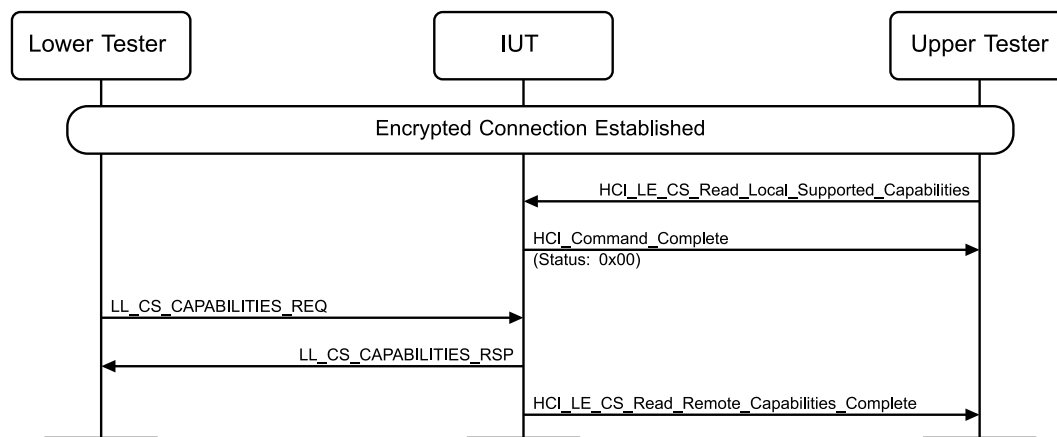 Lower Tester
IUT
Upper Tester
Encrypted Connection Established
HCI_LE_CS_Read_Local_Supported_Capabilities
HCI_Command_Complete
(Status: 0x00)
LL_CS_CAPABILITIES_REQ
LL_CS_CAPABILITIES_RSP
HCI_LE_CS_Read_Remote_Capabilities_Complete